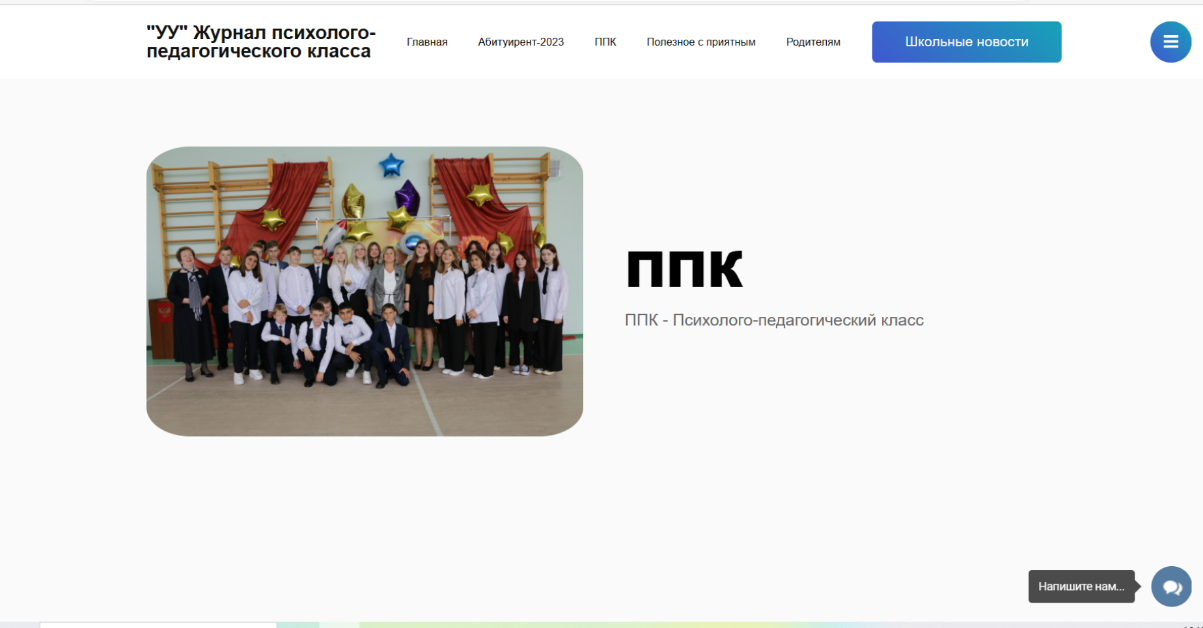 "УУ" Журнал психолого-
педагогического класса
Главная
Абитуирент-2023
ППК
Полезное с приятным
Родителям
Школьные новости
ППК
ППК - Психолого-педагогический класс
Напишите нам...